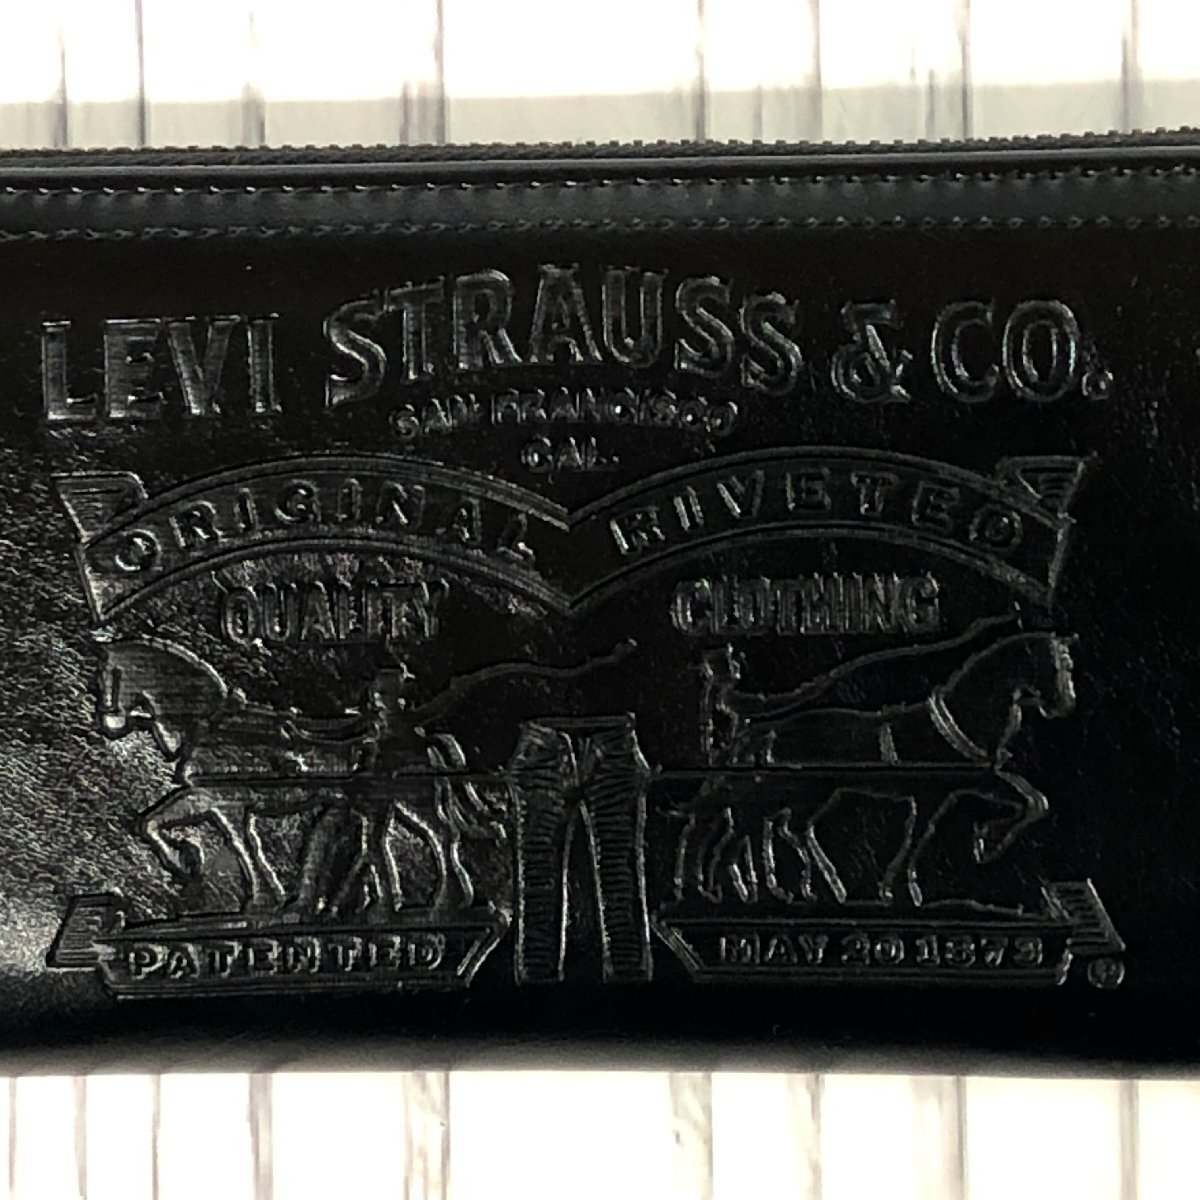 LEVI STRAUSS & CO.
SAN FRANCISCO
CAL.
ORIGINAL RIVETED
QUALITY CLOTHING
PATENTED MAY 20 1873
®